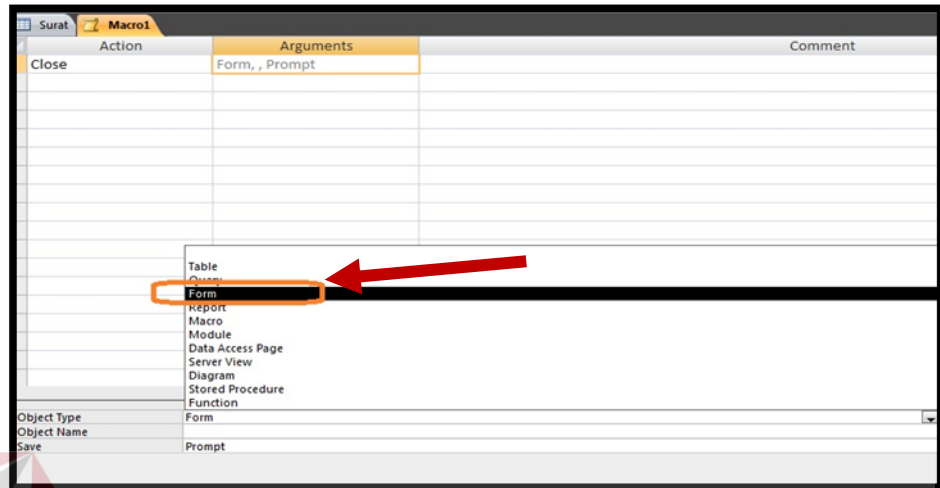 Surat Macro1
Action Arguments Comment
Close Form, , Prompt
Table
Query
Form
Report
Macro
Module
Data Access Page
Server View
Diagram
Stored Procedure
Function
Object Type Form
Object Name
Save Prompt